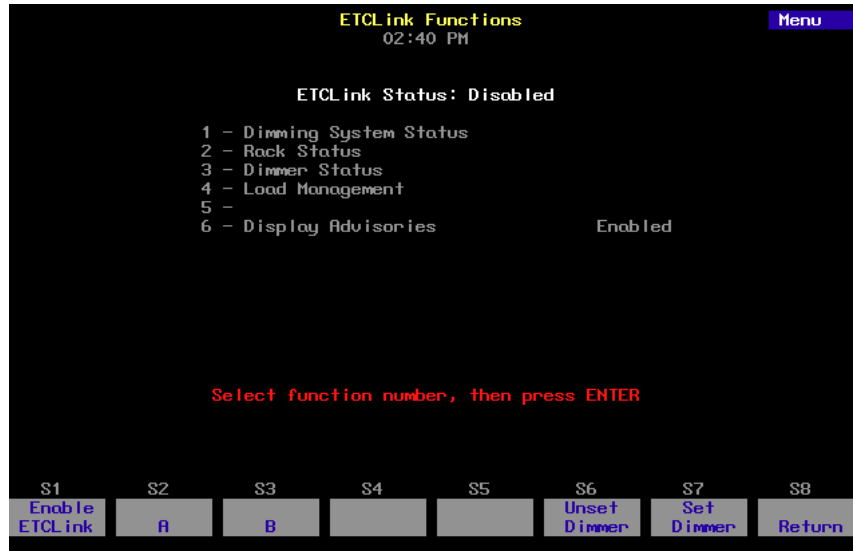 ETCLink Functions Menu
02:40 PM
ETCLink Status: Disabled
1 - Dimming System Status
2 - Rack Status
3 - Dimmer Status
4 - Load Management
5 -
6 - Display Advisories Enabled
Select function number, then press ENTER
S1 S2 S3 S4 S5 S6 S7 S8
Enable Unset Set
ETCLink A B Dimmer Dimmer Return